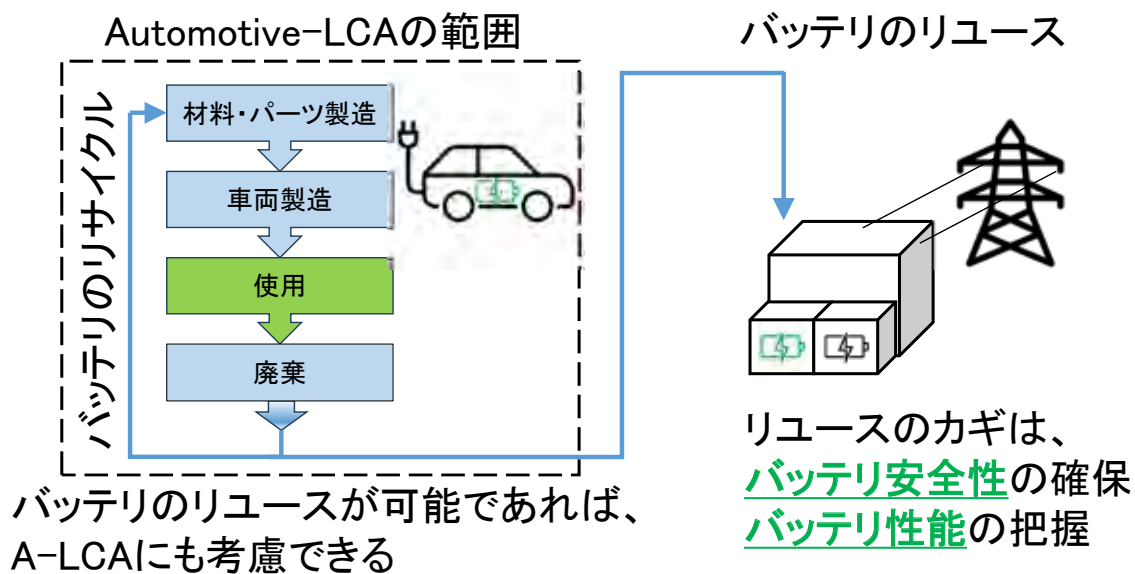 Automotive-LCAの範囲
バッテリのリサイクル
材料・パーツ製造
車両製造
使用
廃棄
バッテリのリユースが可能であれば、
A-LCAにも考慮できる
バッテリのリユース
リユースのカギは、
バッテリ安全性の確保
バッテリ性能の把握